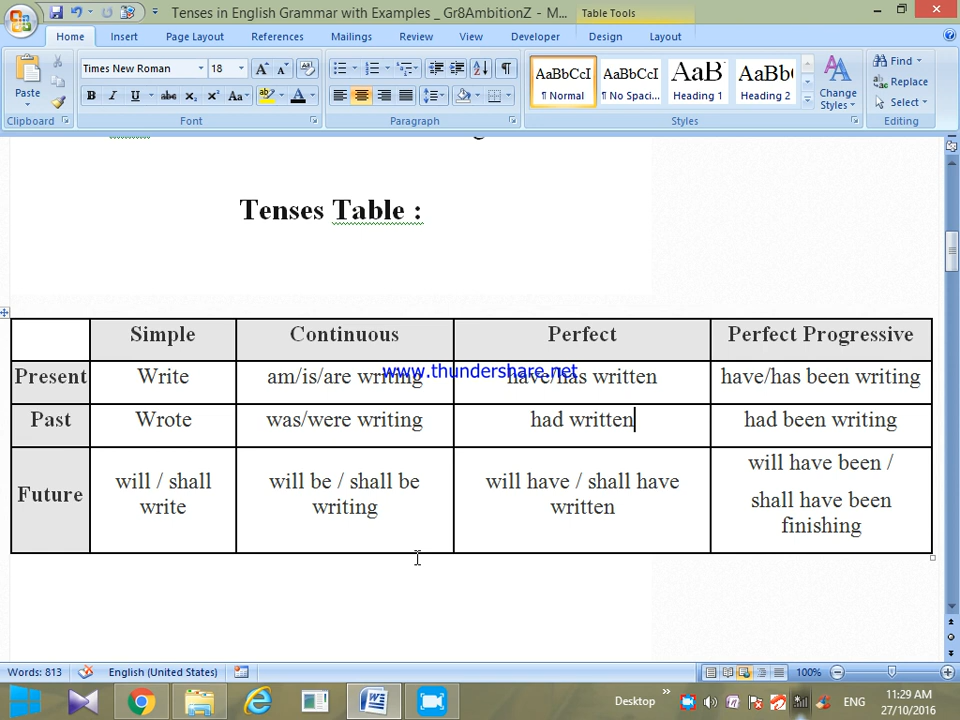 Tenses in English Grammar with Examples _ Gr8AmbitionZ - M...
Table Tools
Home Insert Page Layout References Mailings Review View Developer Design Layout
Paste
Clipboard
Times New Roman 18
Font
Paragraph
AaBbCcI AaBbCcI AaB AaBb(
¶ Normal ¶ No Spaci... Heading 1 Heading 2
Change
Styles
Styles
Find
Replace
Select
Editing
Tenses Table :
Simple Continuous Perfect Perfect Progressive
Present Write am/is/are writing have/has written have/has been writing
www.thundershare.net
Past Wrote was/were writing had written had been writing
Future will / shall write will be / shall be writing will have / shall have written will have been / shall have been finishing
Words: 813 English (United States) 100%
Desktop ENG 11:29 AM
27/10/2016